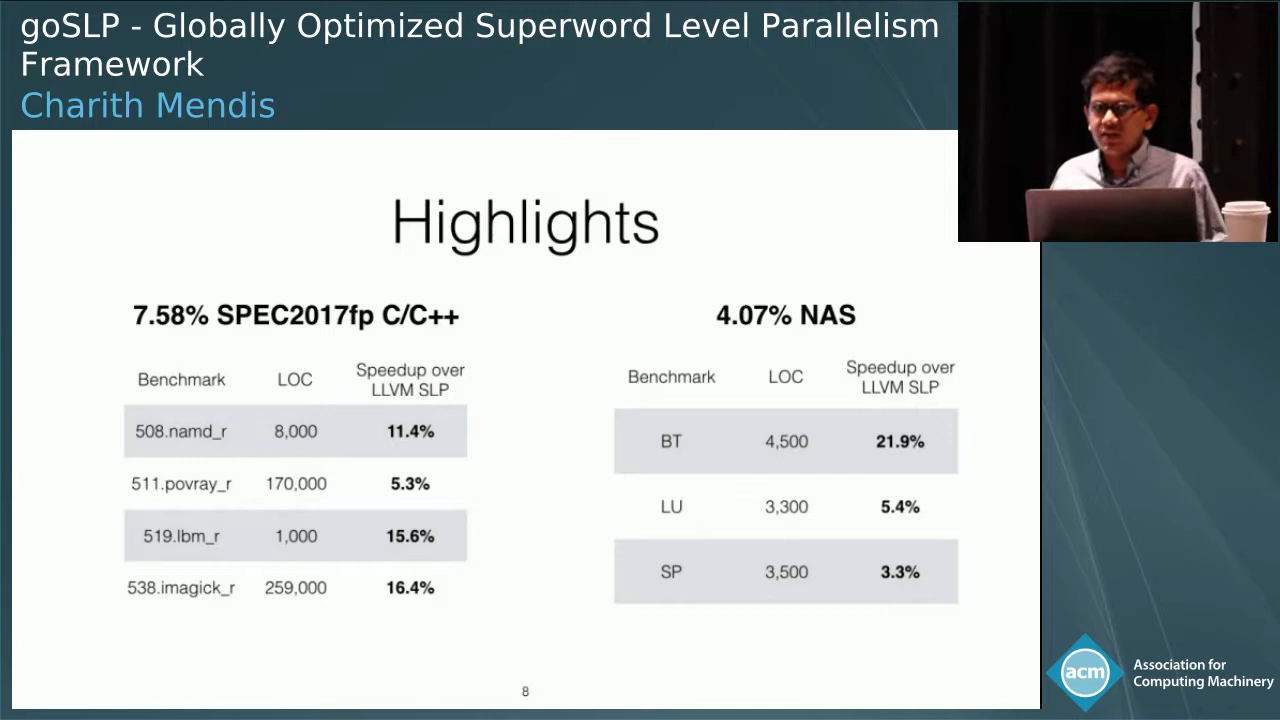 goSLP - Globally Optimized Superword Level Parallelism
Framework
Charith Mendis
Highlights
7.58% SPEC2017fp C/C++
Benchmark LOC Speedup over
LLVM SLP
508.namd_r 8,000 11.4%
511.povray_r 170,000 5.3%
519.lbm_r 1,000 15.6%
538.imagick_r 259,000 16.4%
4.07% NAS
Benchmark LOC Speedup over
LLVM SLP
BT 4,500 21.9%
LU 3,300 5.4%
SP 3,500 3.3%
8
acm
Association for
Computing Machinery